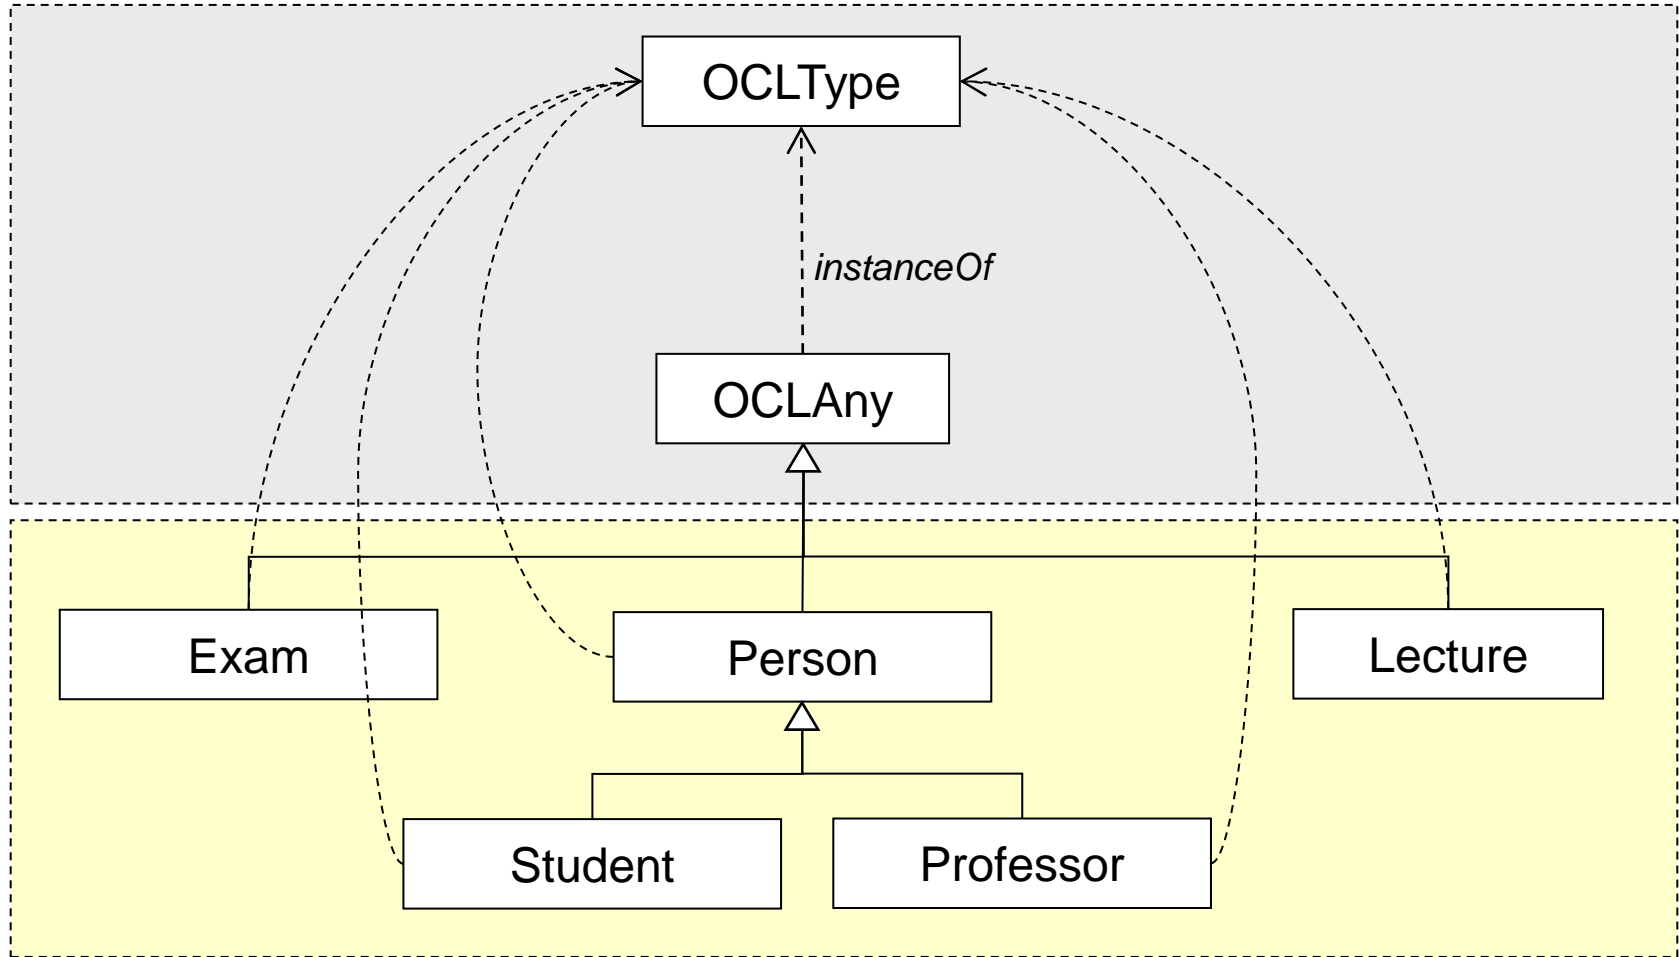 OCLType
instanceOf
OCLAny
Exam
Person
Lecture
Student
Professor